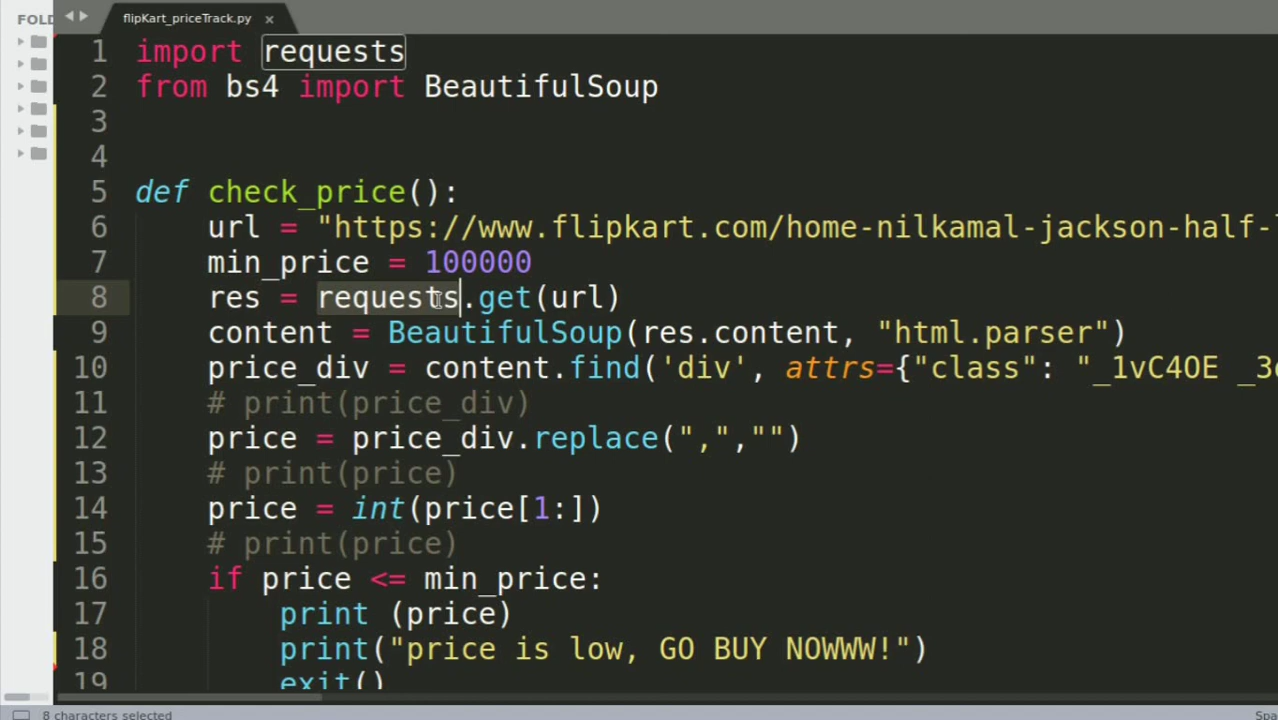 FOLD
flipKart_priceTrack.py ×
1 import requests
2 from bs4 import BeautifulSoup
3
4
5 def check_price():
6 url = "https://www.flipkart.com/home-nilkamal-jackson-half-
7 min_price = 100000
8 res = requests.get(url)
9 content = BeautifulSoup(res.content, "html.parser")
10 price_div = content.find('div', attrs={"class": "_1vC4OE
11 # print(price_div)
12 price = price_div.replace(",","")
13 # print(price)
14 price = int(price[1:])
15 # print(price)
16 if price <= min_price:
17 print (price)
18 print("price is low, GO BUY NOWWW!")
19 exit()
8 characters selected